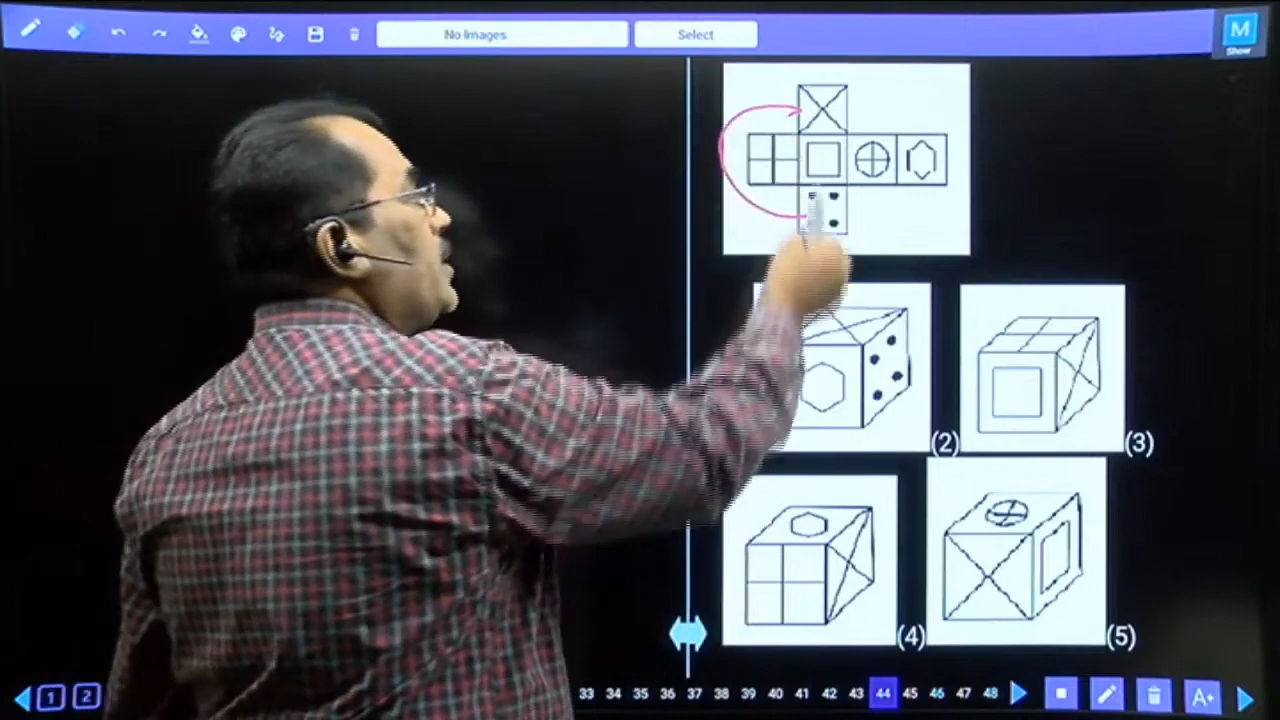 No Images
Select
M
Show
(2)
(3)
(4)
(5)
1 2
33 34 35 36 37 38 39 40 41 42 43 44 45 46 47 48
A+